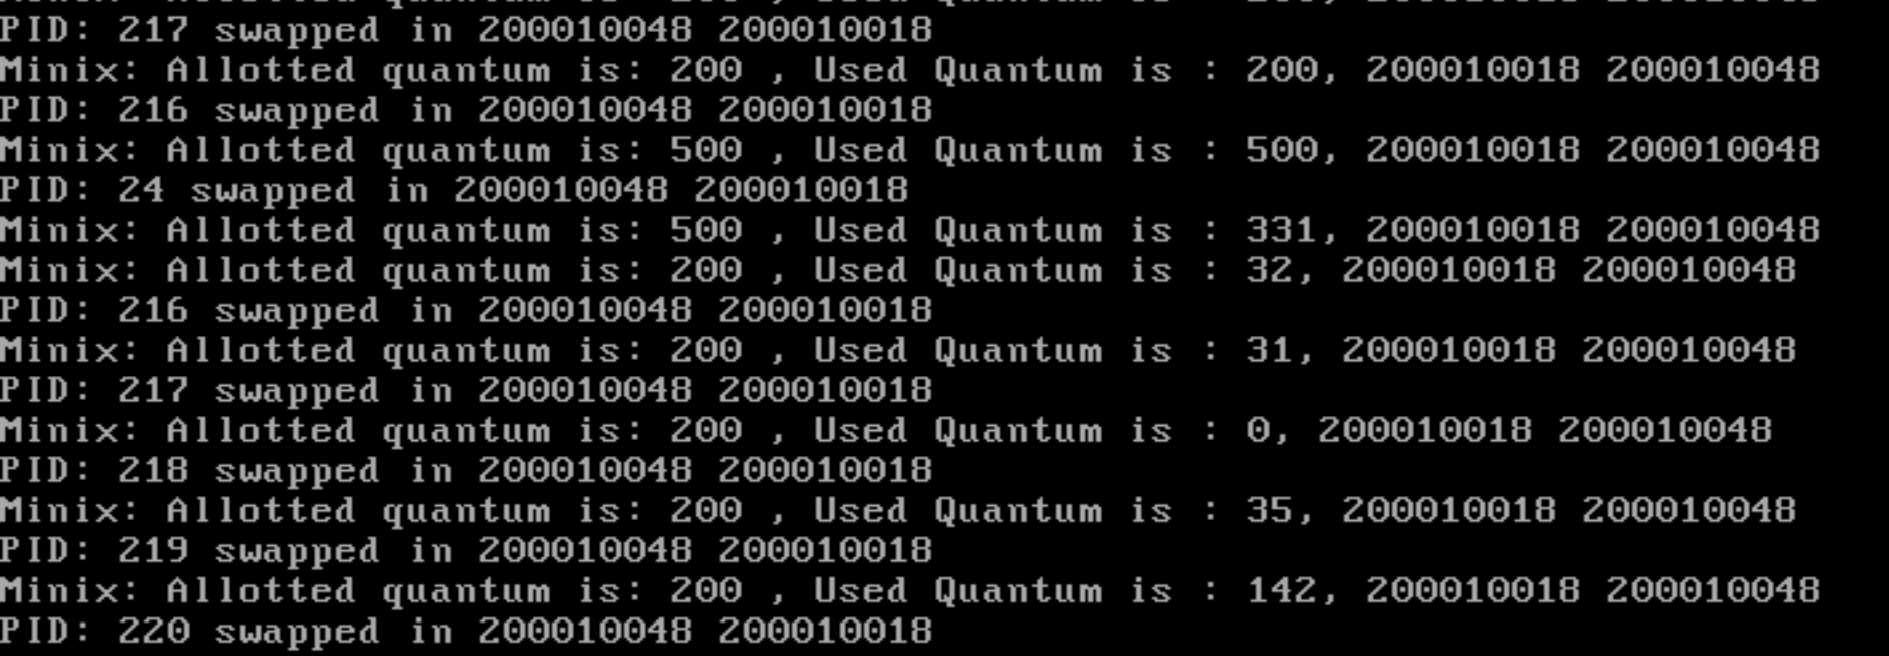 PID: 217 swapped in 200010048 200010018
Minix: Allotted quantum is: 200 , Used Quantum is : 200, 200010018 200010048
PID: 216 swapped in 200010048 200010018
Minix: Allotted quantum is: 500 , Used Quantum is : 500, 200010018 200010048
PID: 24 swapped in 200010048 200010018
Minix: Allotted quantum is: 500 , Used Quantum is : 331, 200010018 200010048
Minix: Allotted quantum is: 200 , Used Quantum is : 32, 200010018 200010048
PID: 216 swapped in 200010048 200010018
Minix: Allotted quantum is: 200 , Used Quantum is : 31, 200010018 200010048
PID: 217 swapped in 200010048 200010018
Minix: Allotted quantum is: 200 , Used Quantum is : 0, 200010018 200010048
PID: 218 swapped in 200010048 200010018
Minix: Allotted quantum is: 200 , Used Quantum is : 35, 200010018 200010048
PID: 219 swapped in 200010048 200010018
Minix: Allotted quantum is: 200 , Used Quantum is : 142, 200010018 200010048
PID: 220 swapped in 200010048 200010018